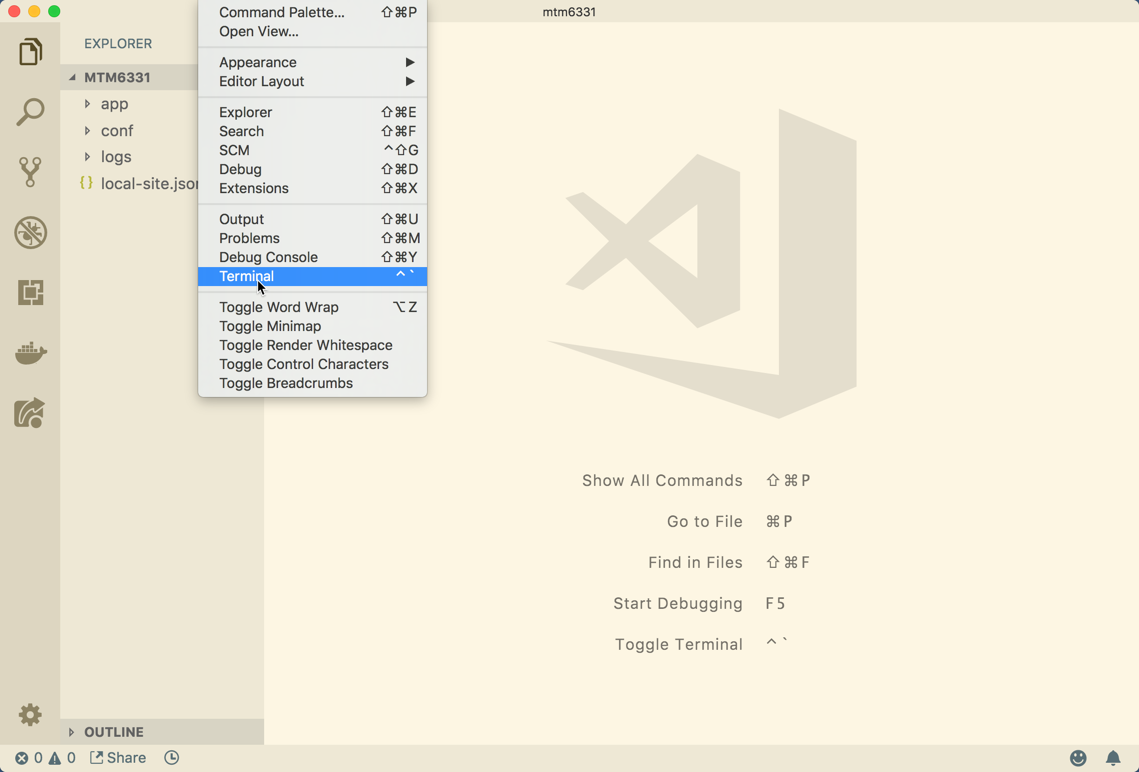 mtm6331
Command Palette... ⇧⌘P
Open View...
Appearance ▶
Editor Layout ▶
Explorer ⇧⌘E
Search ⇧⌘F
SCM ^⇧G
Debug ⇧⌘D
Extensions ⇧⌘X
Output ⇧⌘U
Problems ⇧⌘M
Debug Console ⇧⌘Y
Terminal ^`
Toggle Word Wrap ⌥Z
Toggle Minimap
Toggle Render Whitespace
Toggle Control Characters
Toggle Breadcrumbs
EXPLORER
MTM6331
app
conf
logs
{} local-site.json
OUTLINE
Show All Commands ⇧⌘P
Go to File ⌘P
Find in Files ⇧⌘F
Start Debugging F5
Toggle Terminal ^`
0 0 Share